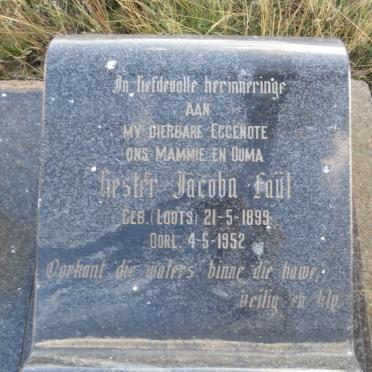 In liefdevolle herinneringe
AAN
MY DIERBARE EGGENOTE
ONS MAMMIE EN OUMA
Hester Jacoba Faül
GEB. (LOOTS) 21-5-1899
OORL. 4-5-1952
Oorkant die waters binne die hawe,
veilig en bly